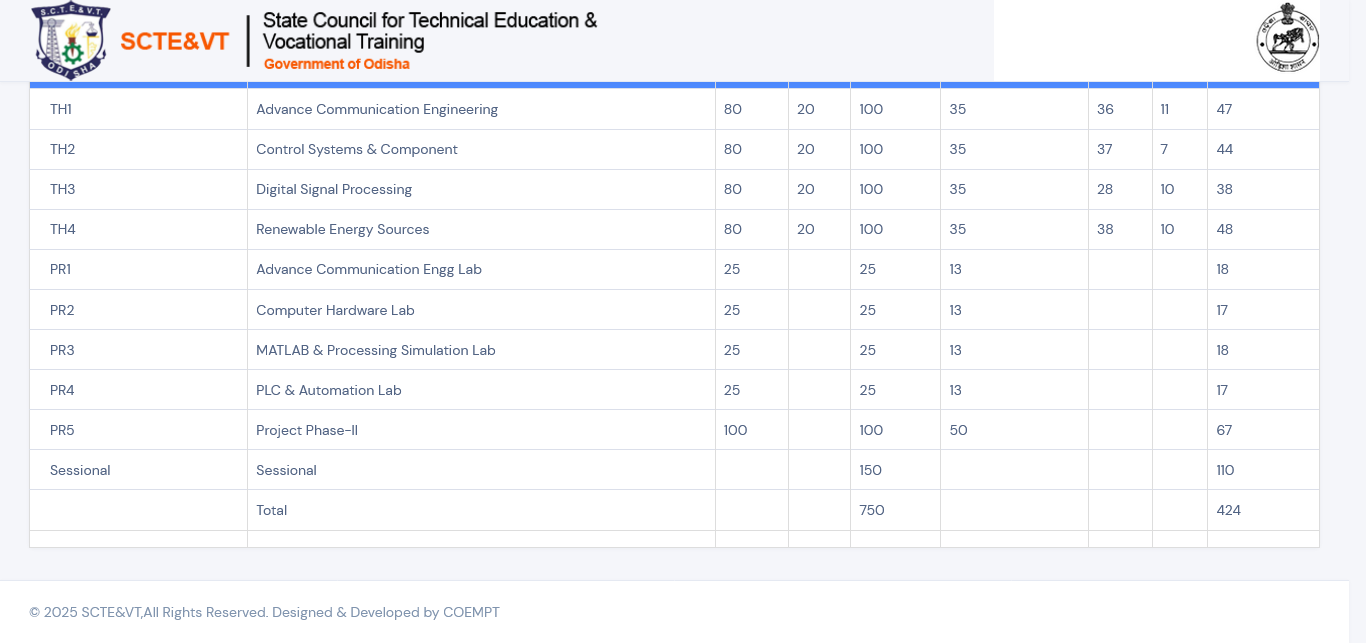 S.C.T.E.&V.T.
ODISHA
SCTE&VT
State Council for Technical Education &
Vocational Training
Government of Odisha
TH1 Advance Communication Engineering 80 20 100 35 36 11 47
TH2 Control Systems & Component 80 20 100 35 37 7 44
TH3 Digital Signal Processing 80 20 100 35 28 10 38
TH4 Renewable Energy Sources 80 20 100 35 38 10 48
PR1 Advance Communication Engg Lab 25 25 13 18
PR2 Computer Hardware Lab 25 25 13 17
PR3 MATLAB & Processing Simulation Lab 25 25 13 18
PR4 PLC & Automation Lab 25 25 13 17
PR5 Project Phase-II 100 100 50 67
Sessional Sessional 150 110
Total 750 424
© 2025 SCTE&VT,All Rights Reserved. Designed & Developed by COEMPT